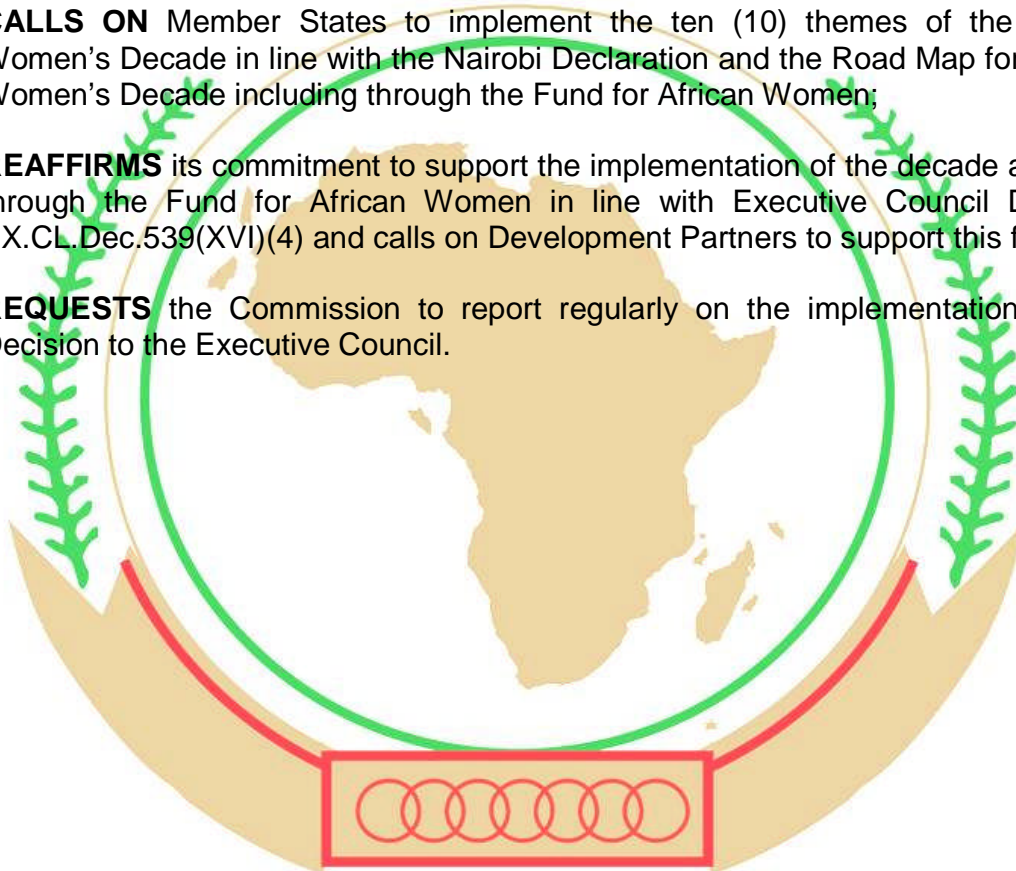 CALLS ON Member States to implement the ten (10) themes of the
Women’s Decade in line with the Nairobi Declaration and the Road Map for
Women’s Decade including through the Fund for African Women;
REAFFIRMS its commitment to support the implementation of the decade
through the Fund for African Women in line with Executive Council
EX.CL.Dec.539(XVI)(4) and calls on Development Partners to support this
REQUESTS the Commission to report regularly on the implementation
Decision to the Executive Council.